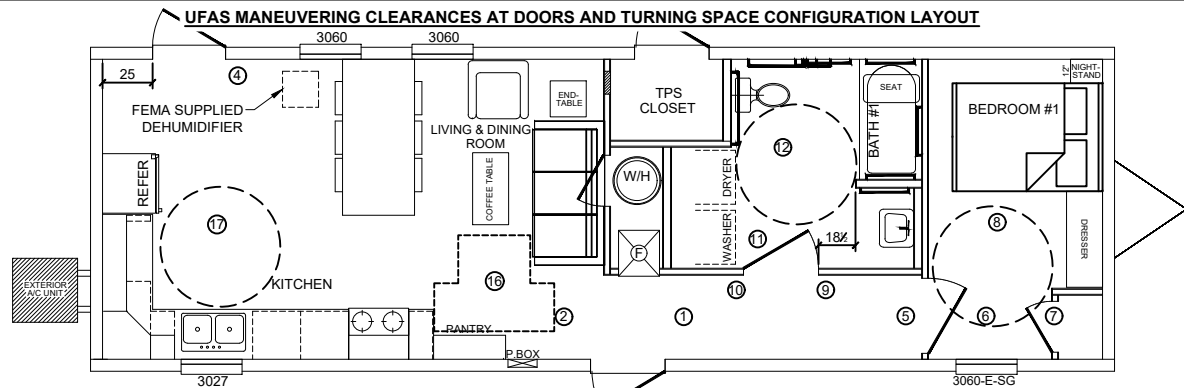 UFAS MANEUVERING CLEARANCES AT DOORS AND TURNING SPACE CONFIGURATION LAYOUT
3060
3060
25
4
FEMA SUPPLIED
DEHUMIDIFIER
LIVING & DINING
ROOM
END-
TABLE
TPS
CLOSET
SEAT
BATH #1
12"
NIGHT-
STAND
BEDROOM #1
REFER
COFFEE TABLE
W/H
DRYER
12
17
WASHER
11
18½
8
DRESSER
F
EXTERIOR
A/C UNIT
KITCHEN
16
10
9
2
1
5
6
7
PANTRY
P.BOX
3027
3060-E-SG